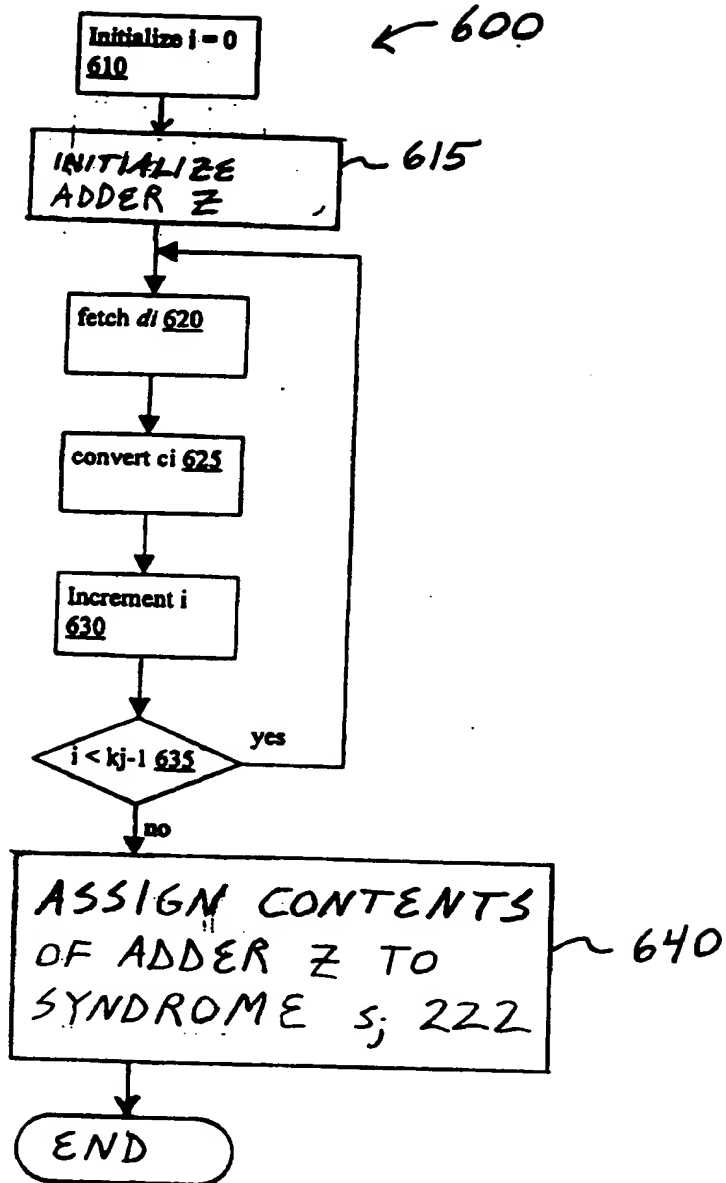 Initialize i = 0
610
600
INITIALIZE
ADDER Z
615
fetch di 620
convert ci 625
Increment i
630
i < kj-1 635
yes
no
ASSIGN CONTENTS
OF ADDER Z TO
SYNDROME sj 222
640
END